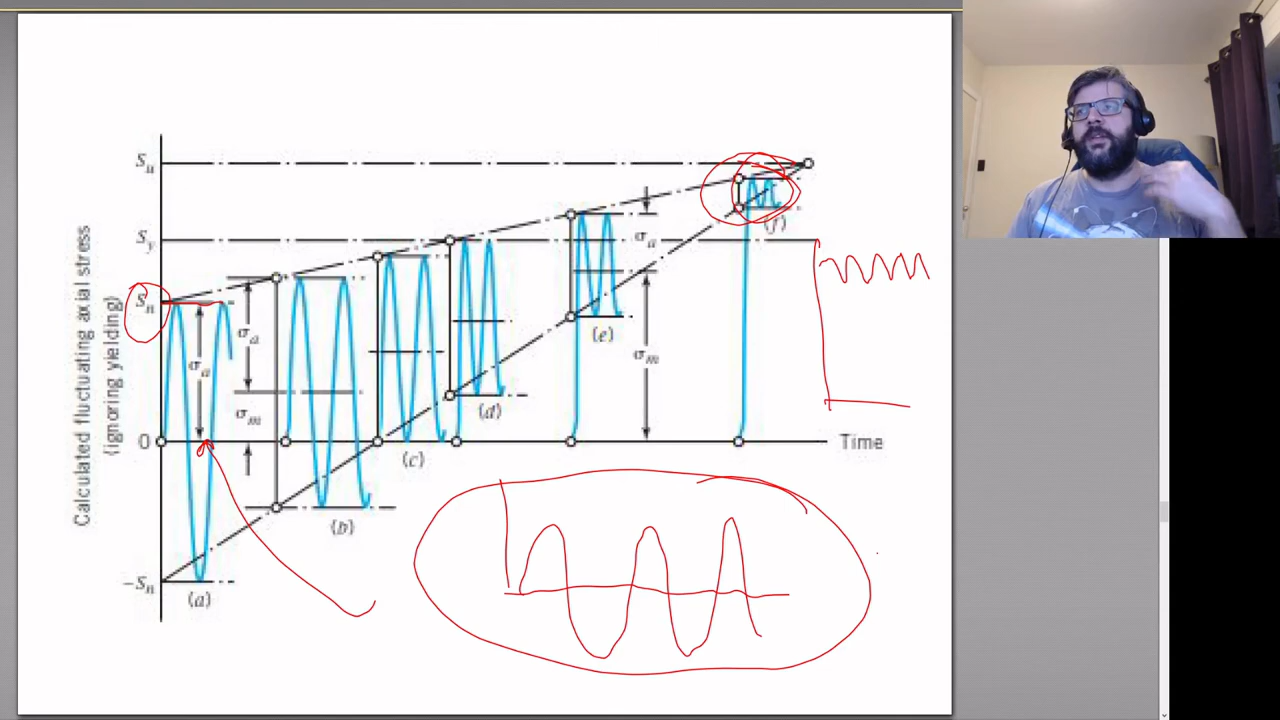 Calculated fluctuating axial stress
(ignoring yielding)
Su
Sy
Sn
0
−Sn
σa
σa
σm
σa
σm
(a)
(b)
(c)
(d)
(e)
(f)
Time